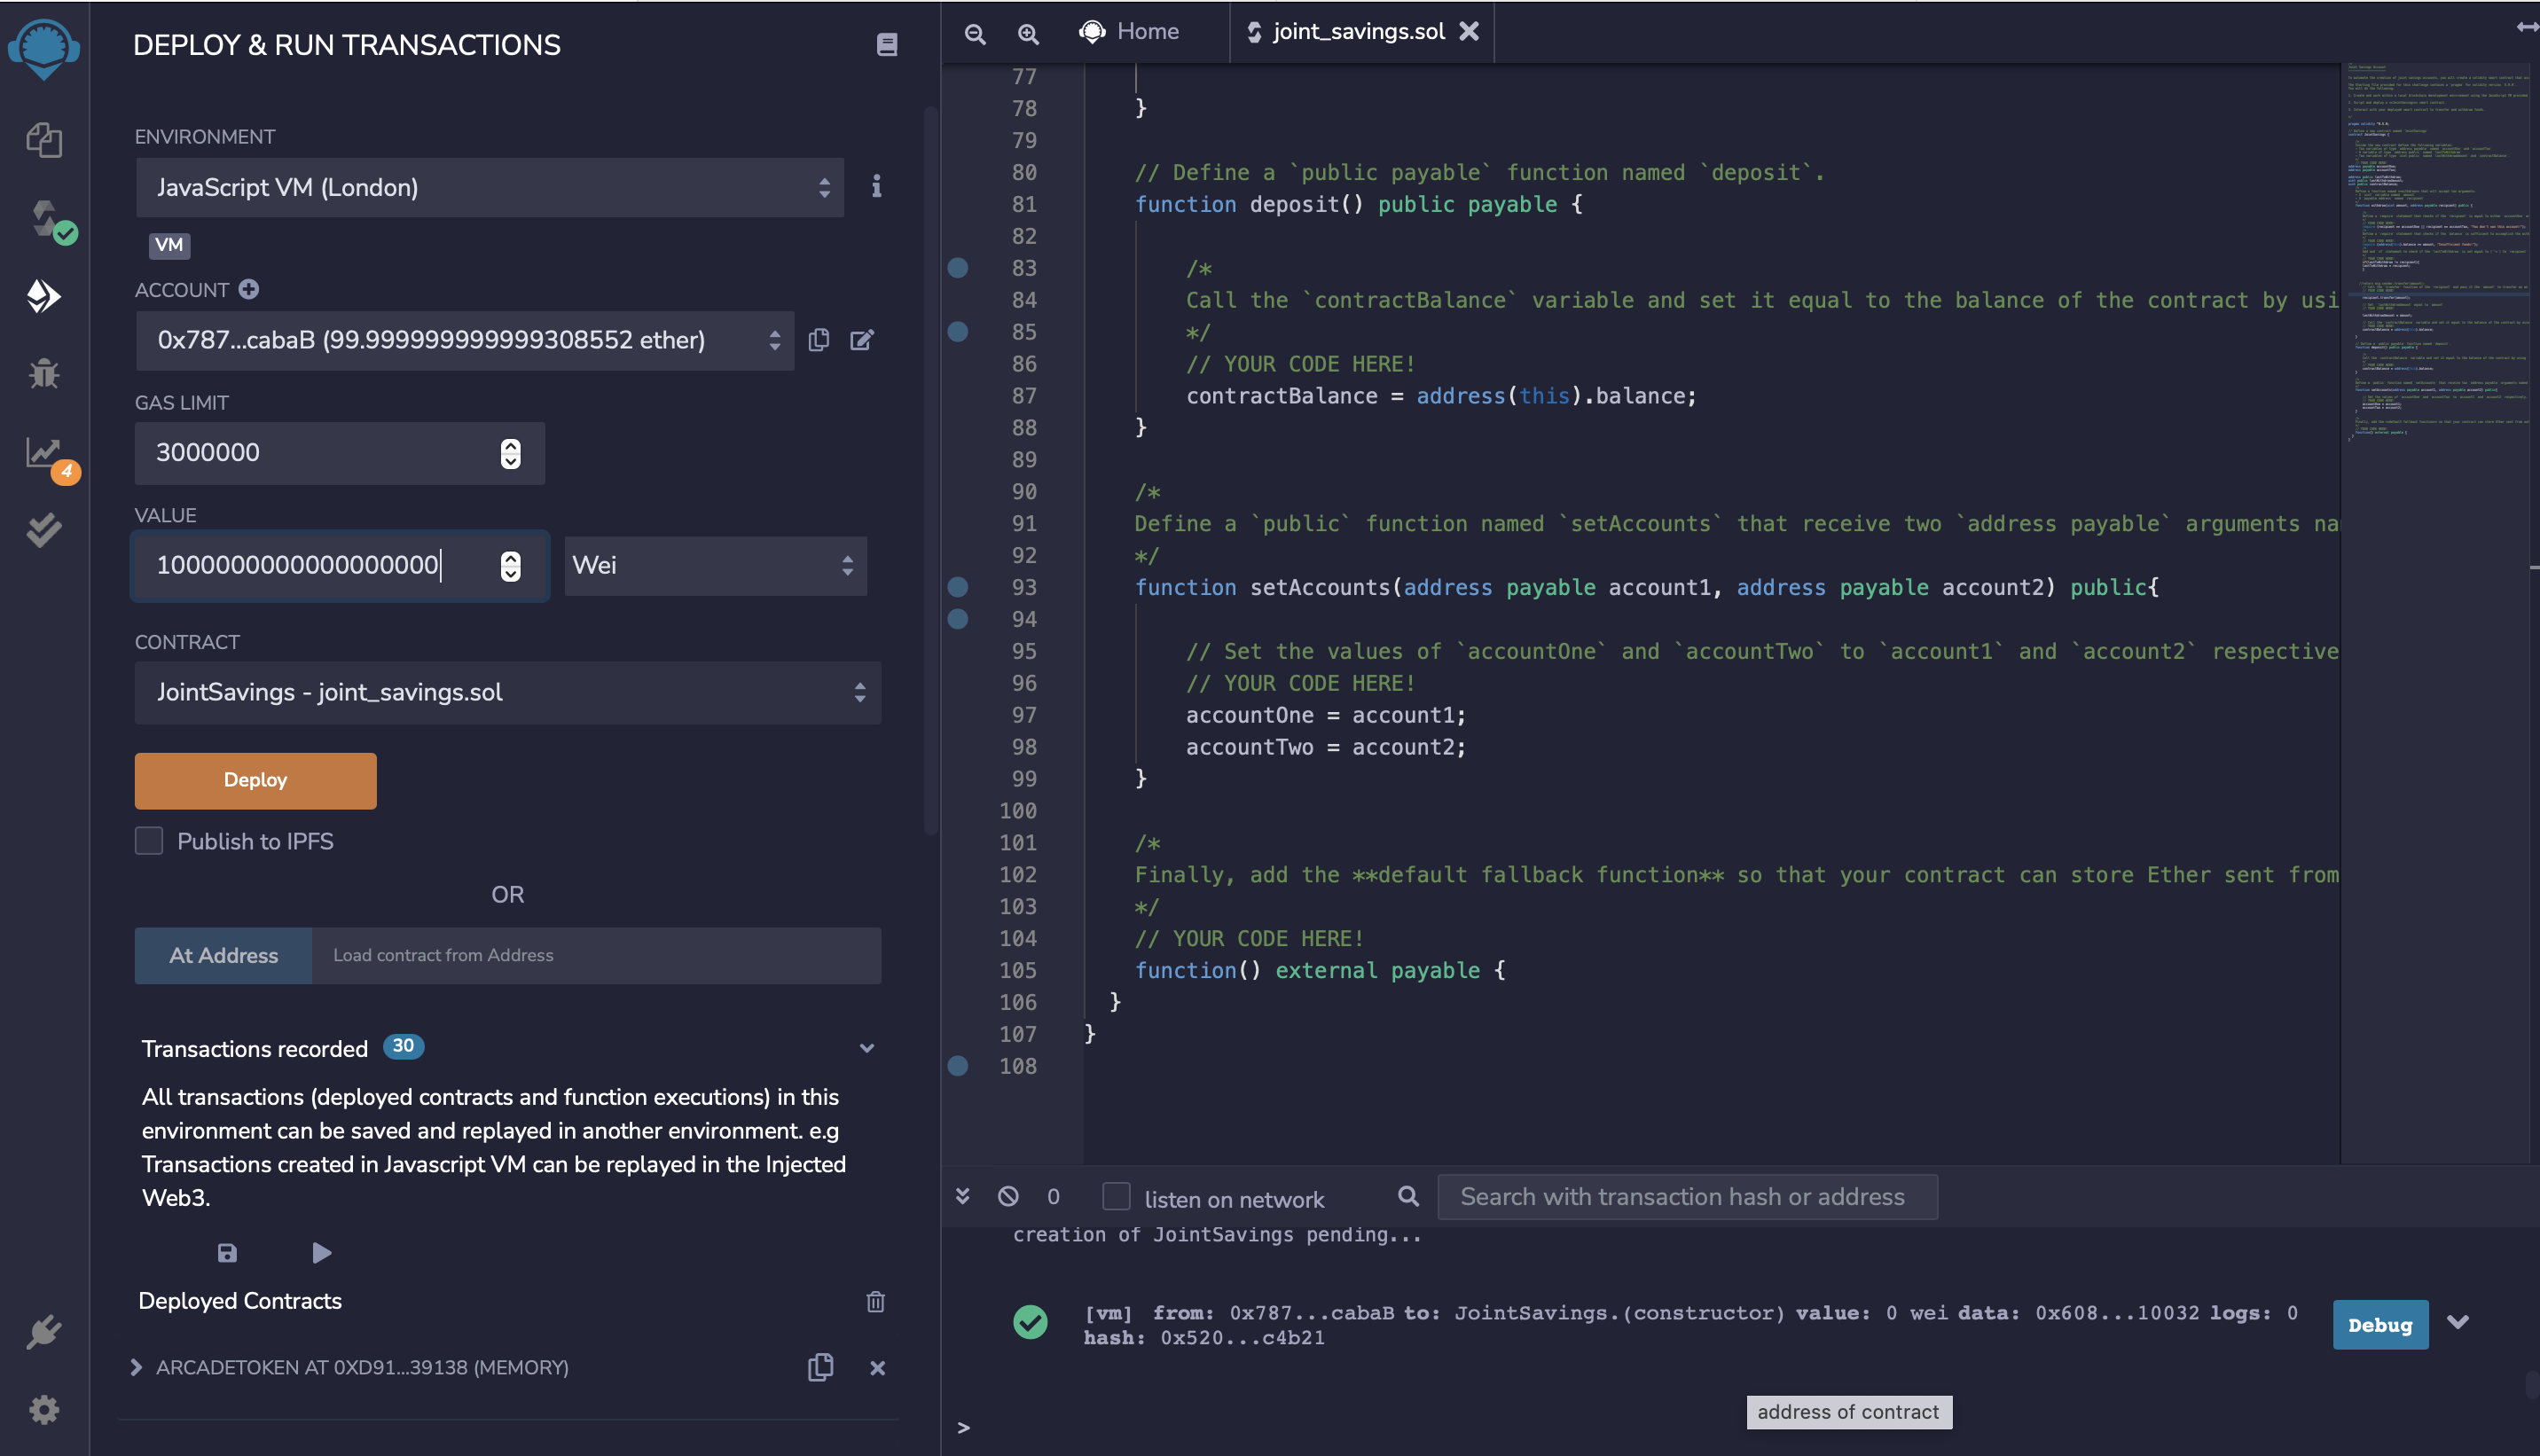 DEPLOY & RUN TRANSACTIONS
ENVIRONMENT
JavaScript VM (London)
VM
ACCOUNT
0x787...cabaB (99.999999999999308552 ether)
GAS LIMIT
3000000
VALUE
1000000000000000000
Wei
CONTRACT
JointSavings - joint_savings.sol
Deploy
Publish to IPFS
OR
At Address
Load contract from Address
Transactions recorded 30
All transactions (deployed contracts and function executions) in this
environment can be saved and replayed in another environment. e.g
Transactions created in Javascript VM can be replayed in the Injected
Web3.
Deployed Contracts
ARCADETOKEN AT 0XD91...39138 (MEMORY)
4
Home
joint_savings.sol
77
78 }
79
80 // Define a `public payable` function named `deposit`.
81 function deposit() public payable {
82
83 /*
84 Call the `contractBalance` variable and set it equal to the balance of the contract by usi
85 */
86 // YOUR CODE HERE!
87 contractBalance = address(this).balance;
88 }
89
90 /*
91 Define a `public` function named `setAccounts` that receive two `address payable` arguments na
92 */
93 function setAccounts(address payable account1, address payable account2) public{
94
95 // Set the values of `accountOne` and `accountTwo` to `account1` and `account2` respective
96 // YOUR CODE HERE!
97 accountOne = account1;
98 accountTwo = account2;
99 }
100
101 /*
102 Finally, add the **default fallback function** so that your contract can store Ether sent from
103 */
104 // YOUR CODE HERE!
105 function() external payable {
106 }
107 }
108
0
listen on network
Search with transaction hash or address
creation of JointSavings pending...
[vm] from: 0x787...cabaB to: JointSavings.(constructor) value: 0 wei data: 0x608...10032 logs: 0
hash: 0x520...c4b21
Debug
address of contract
>